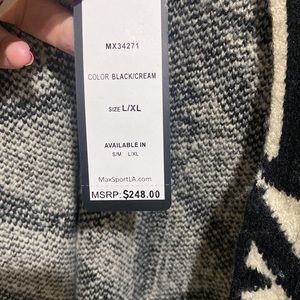 MX34271
COLOR BLACK/CREAM
SIZE L/XL
AVAILABLE IN
S/M L/XL
MaxSportLA.com
MSRP: $248.00